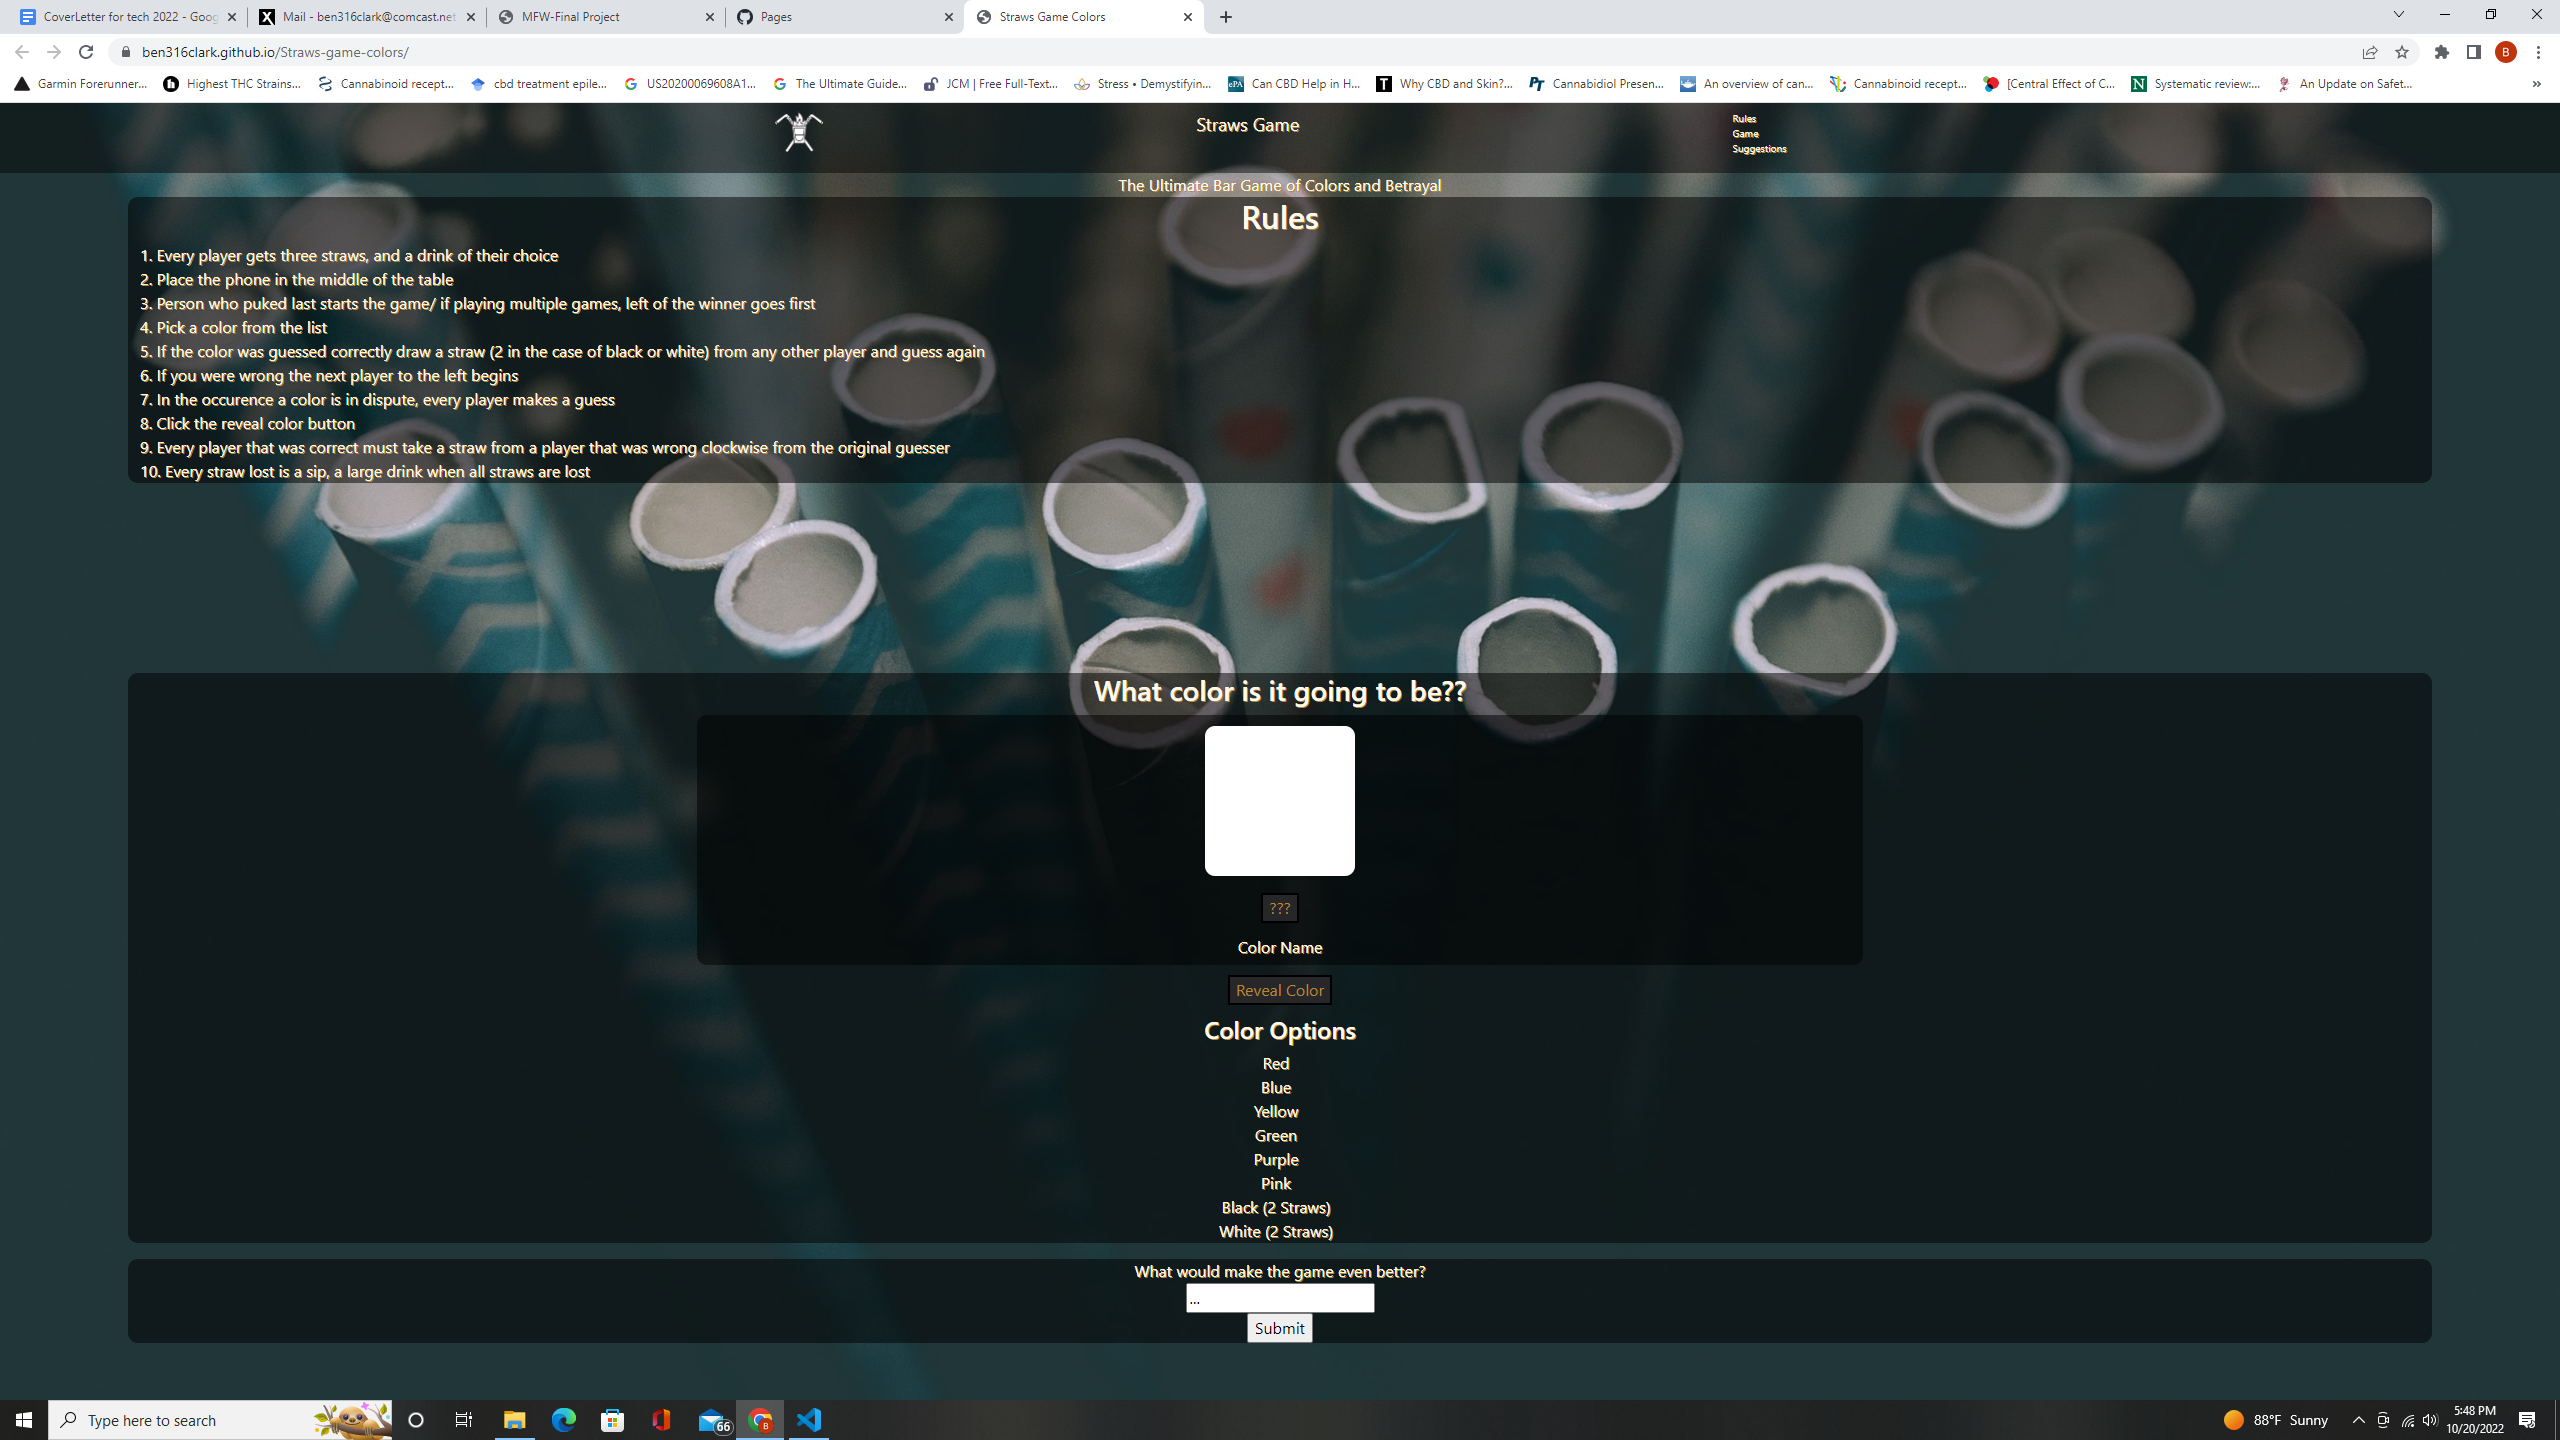 CoverLetter for tech 2022 - Goog
Mail - ben316clark@comcast.net
MFW-Final Project
Pages
Straws Game Colors
ben316clark.github.io/Straws-game-colors/
B
Garmin Forerunner...
Highest THC Strains...
Cannabinoid recept...
cbd treatment epile...
US20200069608A1...
The Ultimate Guide...
JCM | Free Full-Text...
Stress • Demystifyin...
ePA
Can CBD Help in H...
T
Why CBD and Skin?...
PT
Cannabidiol Presen...
An overview of can...
Cannabinoid recept...
[Central Effect of C...
N
Systematic review:...
An Update on Safet...
»
Straws Game
Rules
Game
Suggestions
The Ultimate Bar Game of Colors and Betrayal
Rules
1. Every player gets three straws, and a drink of their choice
2. Place the phone in the middle of the table
3. Person who puked last starts the game/ if playing multiple games, left of the winner goes first
4. Pick a color from the list
5. If the color was guessed correctly draw a straw (2 in the case of black or white) from any other player and guess again
6. If you were wrong the next player to the left begins
7. In the occurence a color is in dispute, every player makes a guess
8. Click the reveal color button
9. Every player that was correct must take a straw from a player that was wrong clockwise from the original guesser
10. Every straw lost is a sip, a large drink when all straws are lost
What color is it going to be??
???
Color Name
Reveal Color
Color Options
Red
Blue
Yellow
Green
Purple
Pink
Black (2 Straws)
White (2 Straws)
What would make the game even better?
...
Submit
Type here to search
66
B
88°F Sunny
5:48 PM
10/20/2022